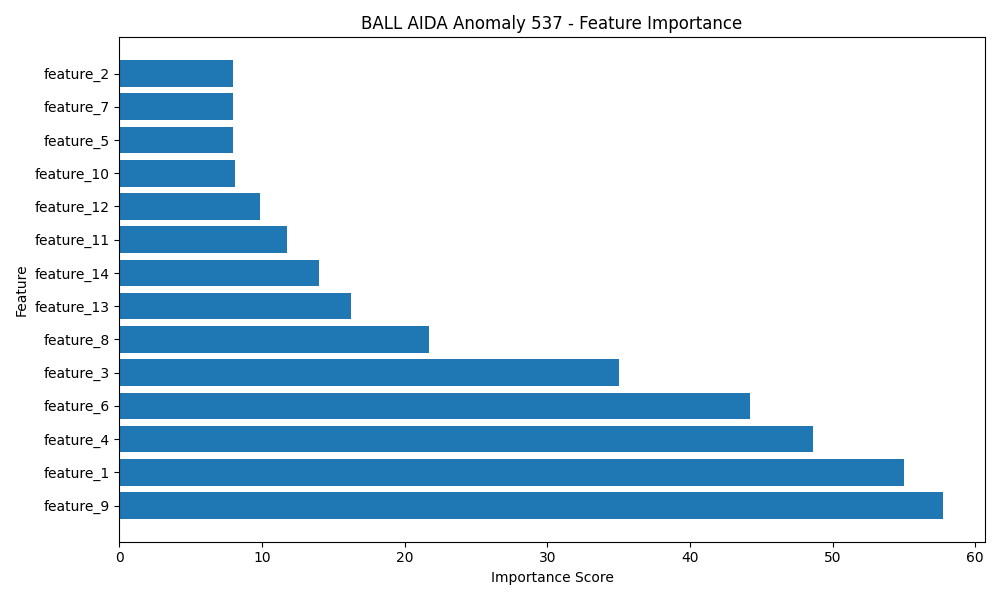 BALL AIDA Anomaly 537 - Feature Importance
feature_2
feature_7
feature_5
feature_10
feature_12
feature_11
feature_14
feature_13
feature_8
feature_3
feature_6
feature_4
feature_1
feature_9
Feature
0 10 20 30 40 50 60
Importance Score